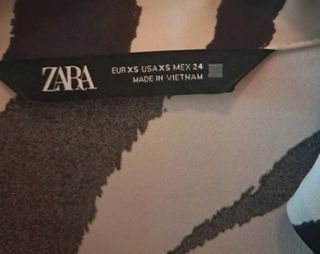 ZARA
EUR XS USA XS MEX 24
MADE IN VIETNAM